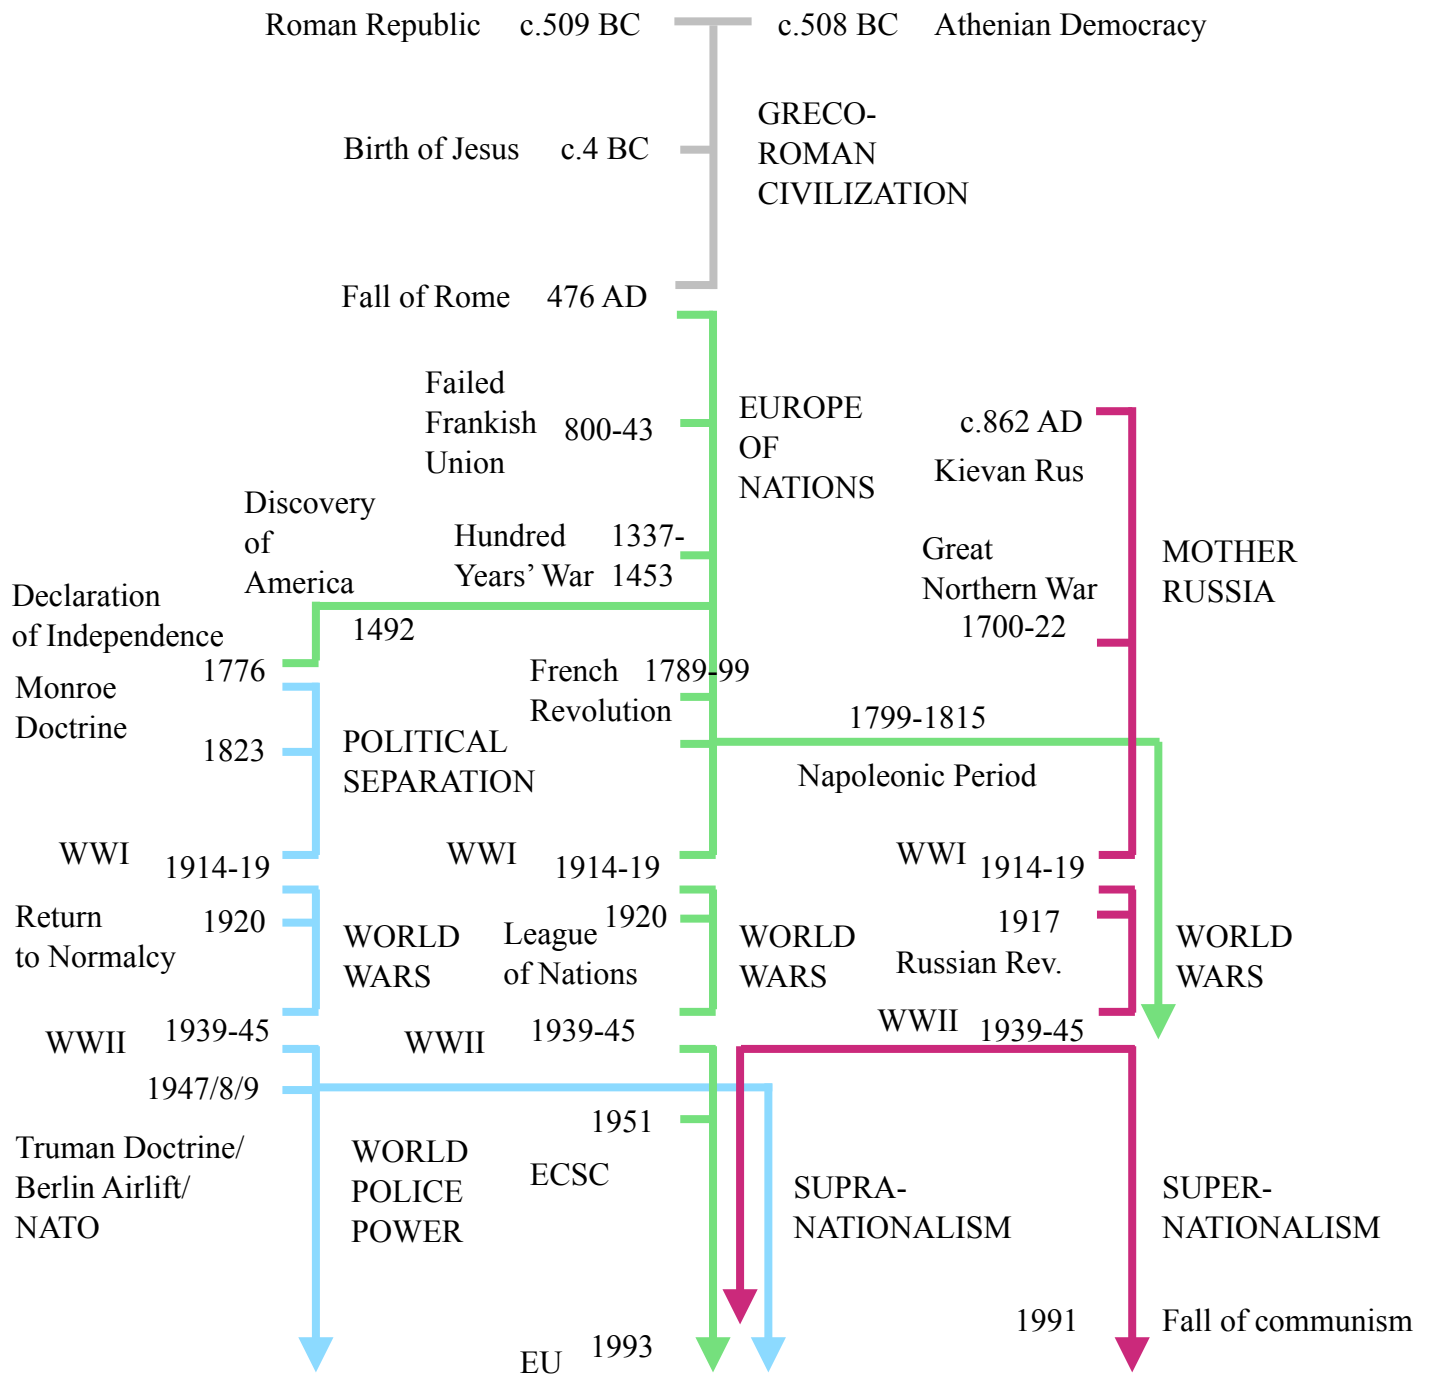 Roman Republic c.509 BC c.508 BC Athenian Democracy
GRECO-
ROMAN
CIVILIZATION
Birth of Jesus c.4 BC
Fall of Rome 476 AD
Failed
Frankish
Union
800-43
EUROPE
OF
NATIONS
c.862 AD
Kievan Rus
Discovery
of
America
1492
Hundred
Years’ War
1337-
1453
Great
Northern War
1700-22
MOTHER
RUSSIA
Declaration
of Independence
1776
Monroe
Doctrine
1823
French
Revolution
1789-99
1799-1815
Napoleonic Period
POLITICAL
SEPARATION
WWI 1914-19
WWI 1914-19
WWI 1914-19
Return
to Normalcy
1920
WORLD
WARS
League
of Nations
1920
WORLD
WARS
1917
Russian Rev.
WORLD
WARS
WWII 1939-45
WWII 1939-45
WWII 1939-45
1947/8/9
Truman Doctrine/
Berlin Airlift/
NATO
WORLD
POLICE
POWER
1951
ECSC
SUPRA-
NATIONALISM
SUPER-
NATIONALISM
EU 1993
1991 Fall of communism